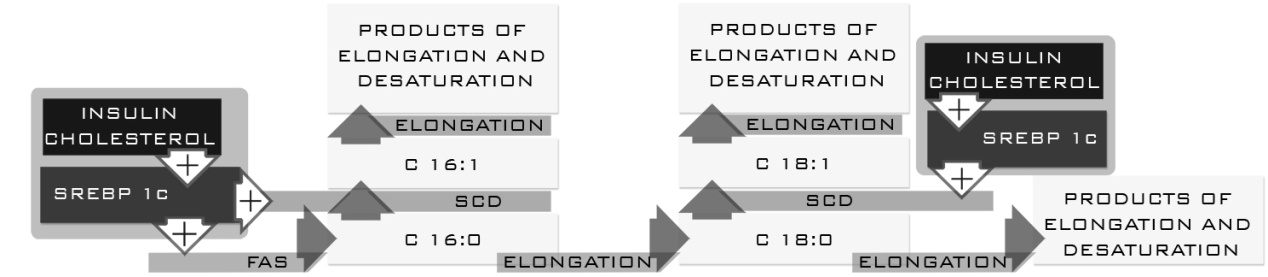 PRODUCTS OF
ELONGATION AND
DESATURATION
PRODUCTS OF
ELONGATION AND
DESATURATION
INSULIN
CHOLESTEROL
+
SREBP 1c
+
INSULIN
CHOLESTEROL
+
SREBP 1c
+
+
ELONGATION
ELONGATION
C 16:1
C 18:1
SCD
SCD
C 16:0
C 18:0
PRODUCTS OF
ELONGATION AND
DESATURATION
FAS
ELONGATION
ELONGATION